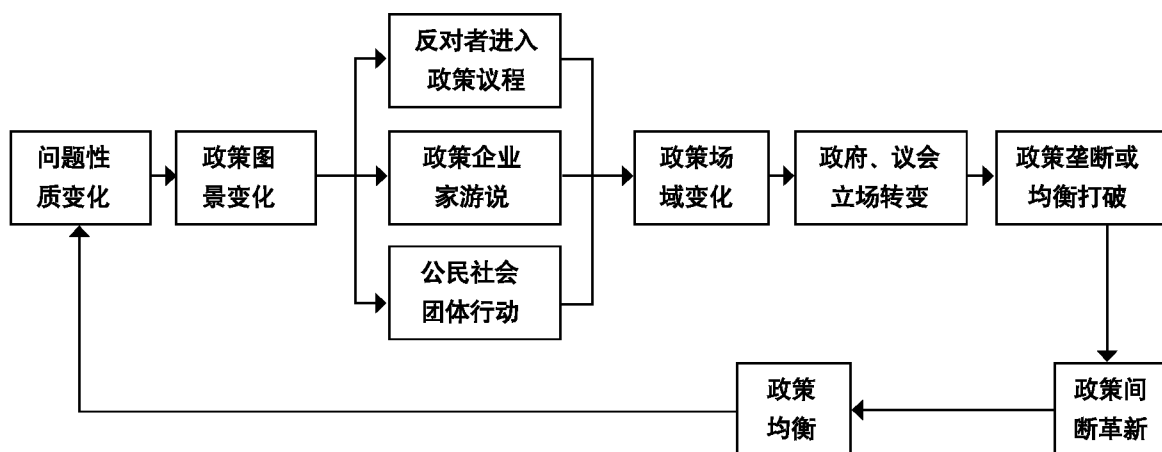 反对者进入
政策议程
问题性
质变化
政策图
景变化
政策企业
家游说
政策场
域变化
政府、议会
立场转变
政策垄断或
均衡打破
公民社会
团体行动
政策
均衡
政策间
断革新